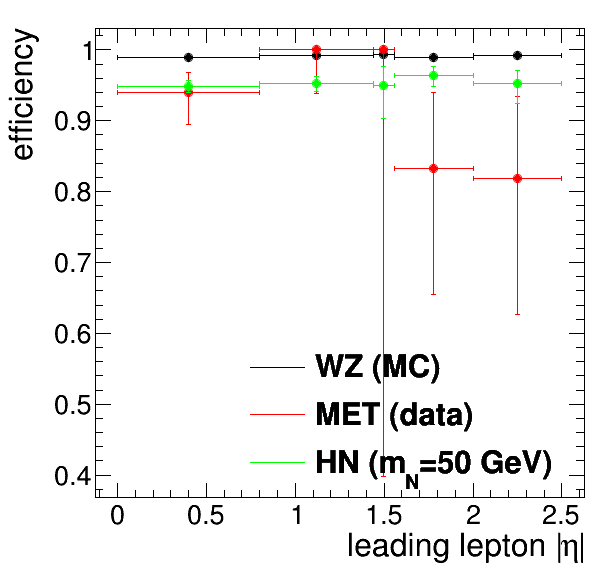 efficiency
1
0.9
0.8
0.7
0.6
0.5
0.4
WZ (MC)
MET (data)
HN (m_N=50 GeV)
0 0.5 1 1.5 2 2.5
leading lepton |η|